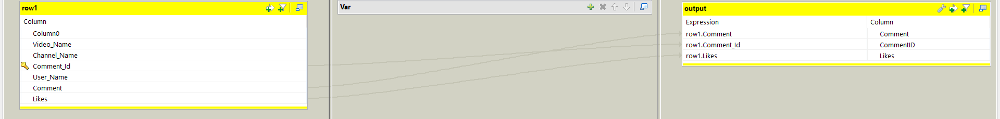 row1
Column
Column0
Video_Name
Channel_Name
Comment_Id
User_Name
Comment
Likes
Var
output
Expression Column
row1.Comment Comment
row1.Comment_Id CommentID
row1.Likes Likes